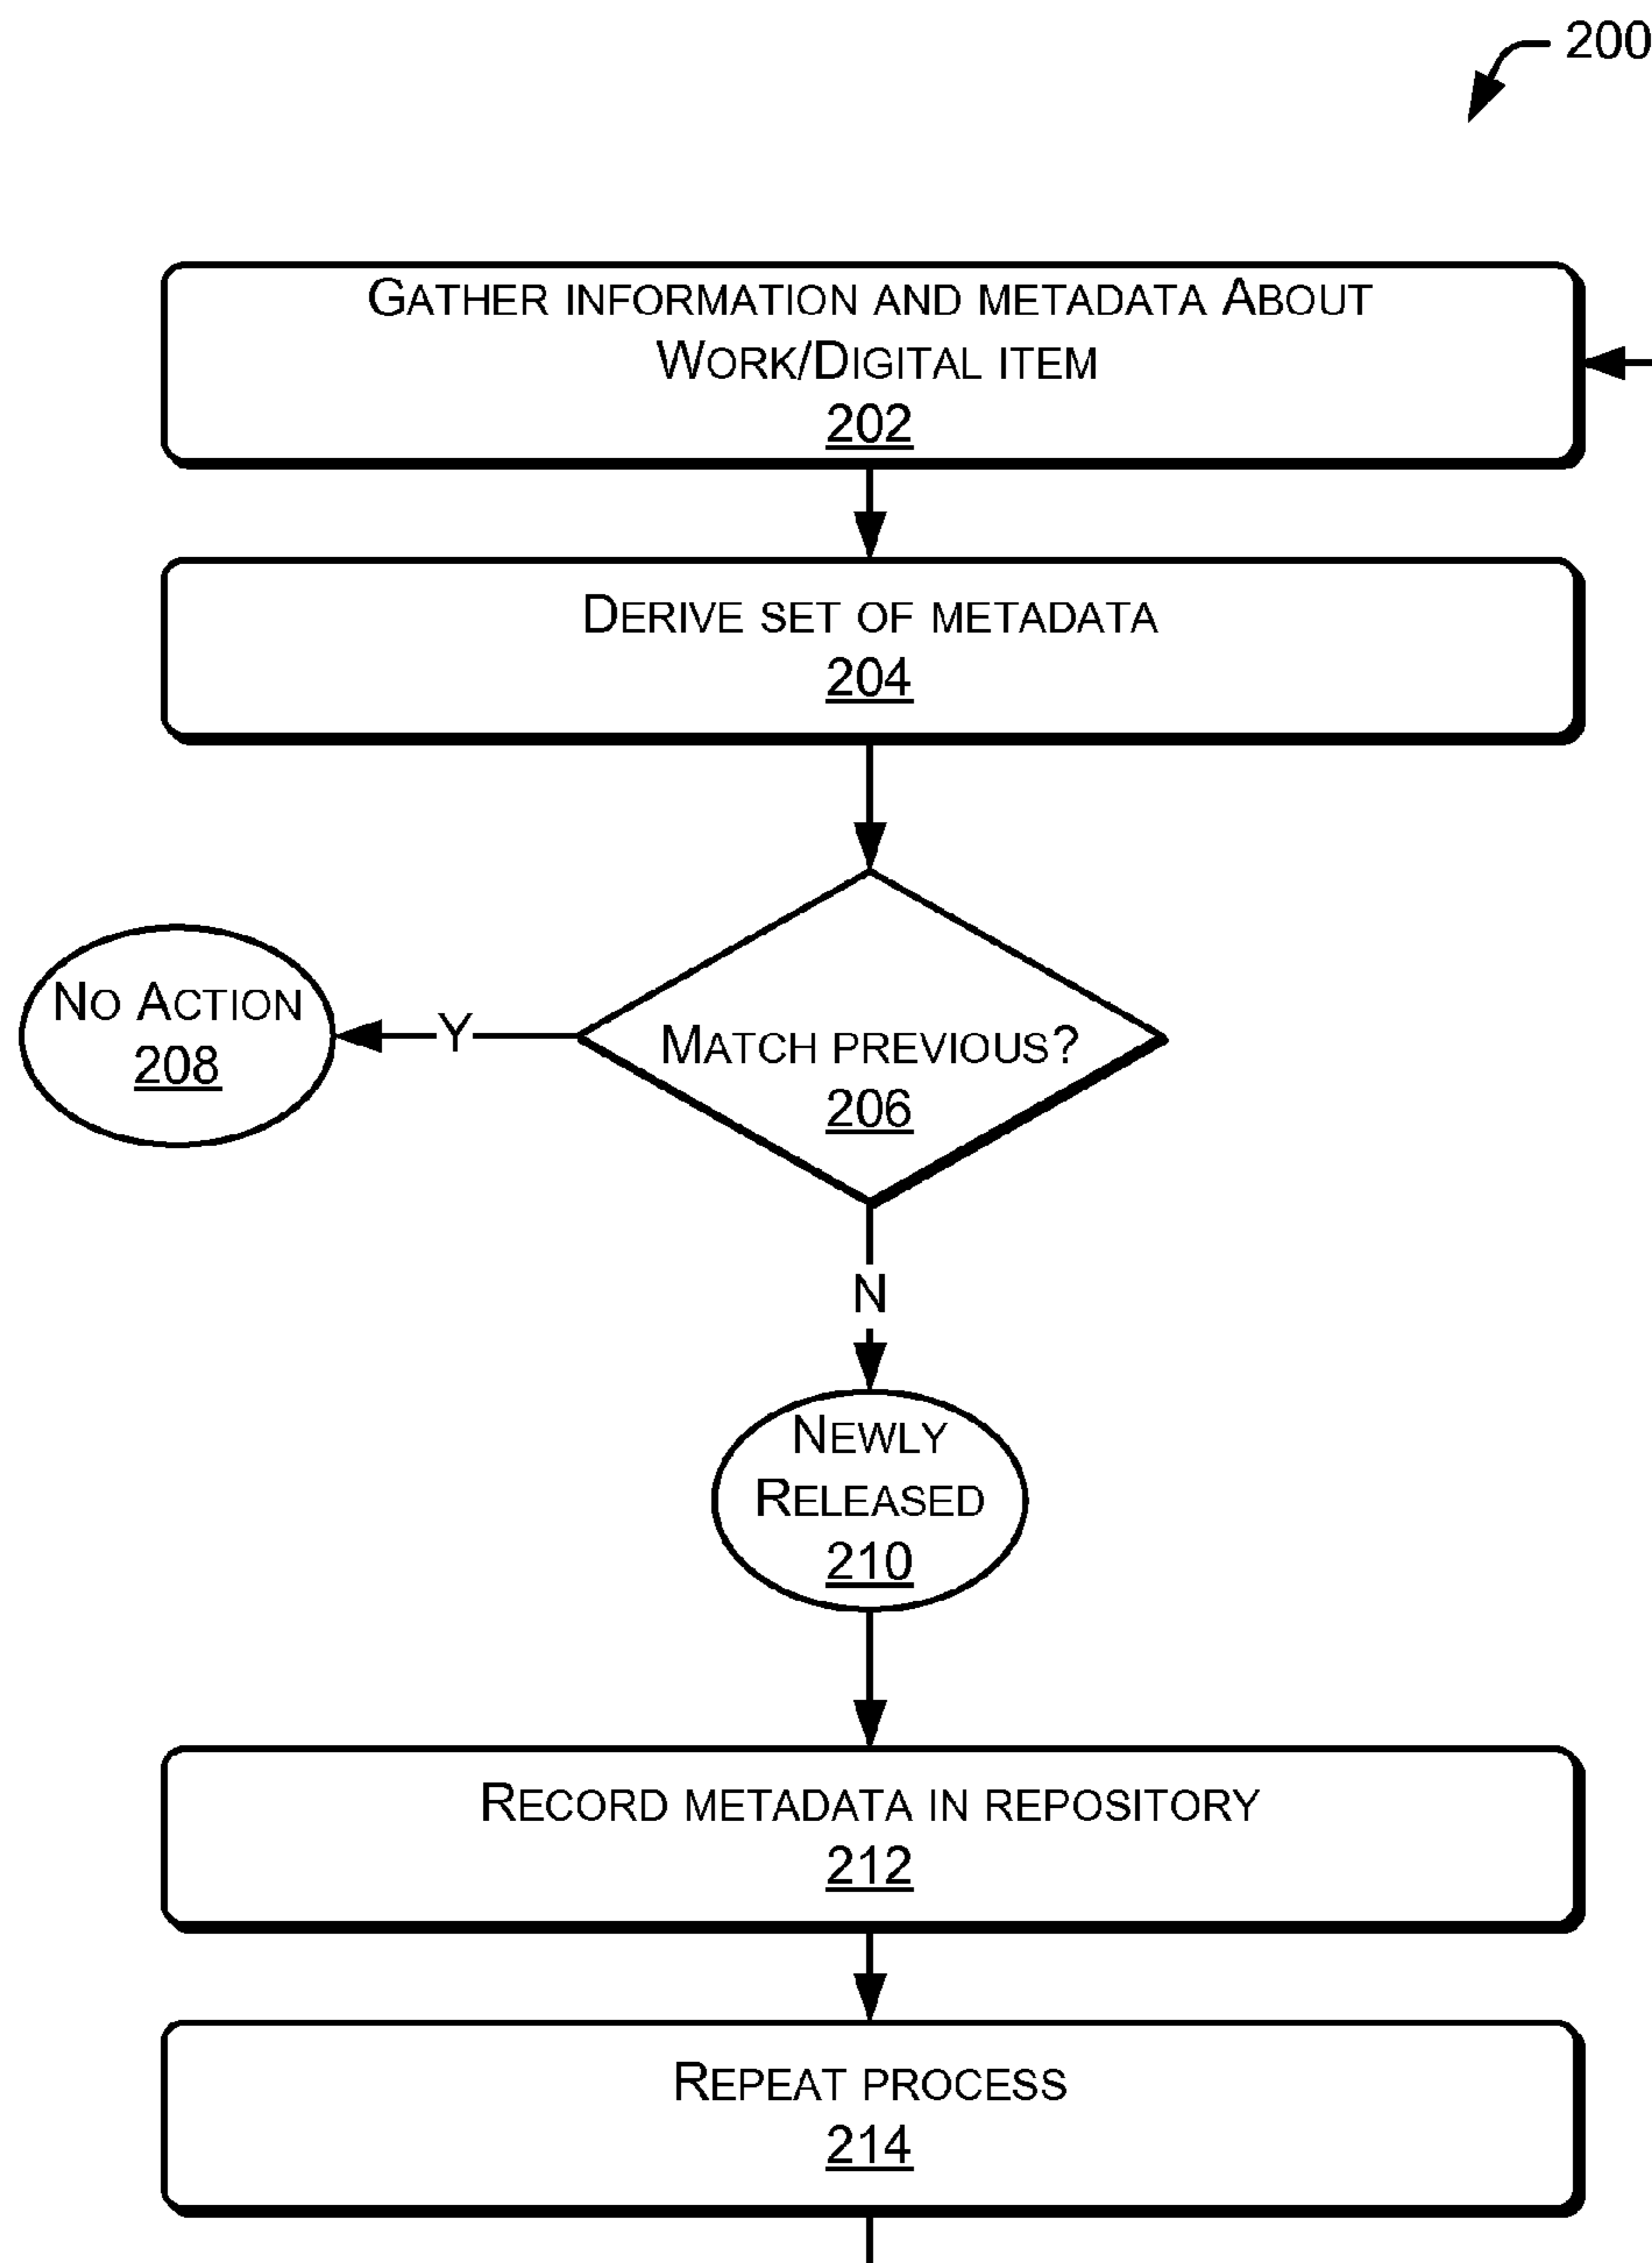 200
GATHER INFORMATION AND METADATA ABOUT
WORK/DIGITAL ITEM
202
DERIVE SET OF METADATA
204
NO ACTION
208
Y
MATCH PREVIOUS?
206
N
NEWLY
RELEASED
210
RECORD METADATA IN REPOSITORY
212
REPEAT PROCESS
214